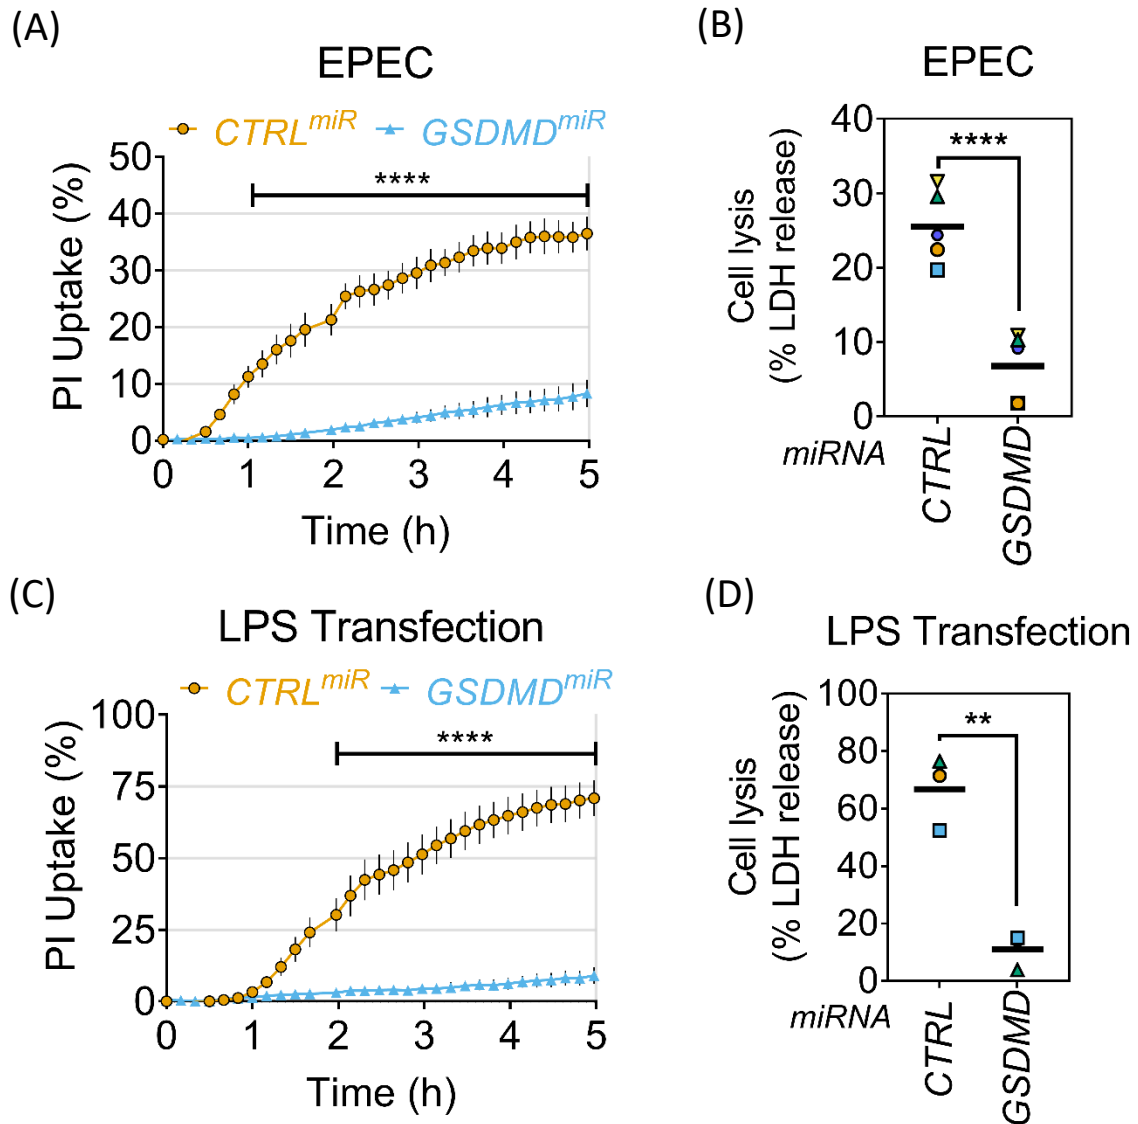 (A)
EPEC
CTRL^miR GSDMD^miR
PI Uptake (%)
50
40
30
20
10
0
****
0 1 2 3 4 5
Time (h)
(B)
EPEC
Cell lysis
(% LDH release)
40
30
20
10
0
****
miRNA
CTRL
GSDMD
(C)
LPS Transfection
CTRL^miR GSDMD^miR
PI Uptake (%)
100
75
50
25
0
****
0 1 2 3 4 5
Time (h)
(D)
LPS Transfection
Cell lysis
(% LDH release)
100
80
60
40
20
0
**
miRNA
CTRL
GSDMD